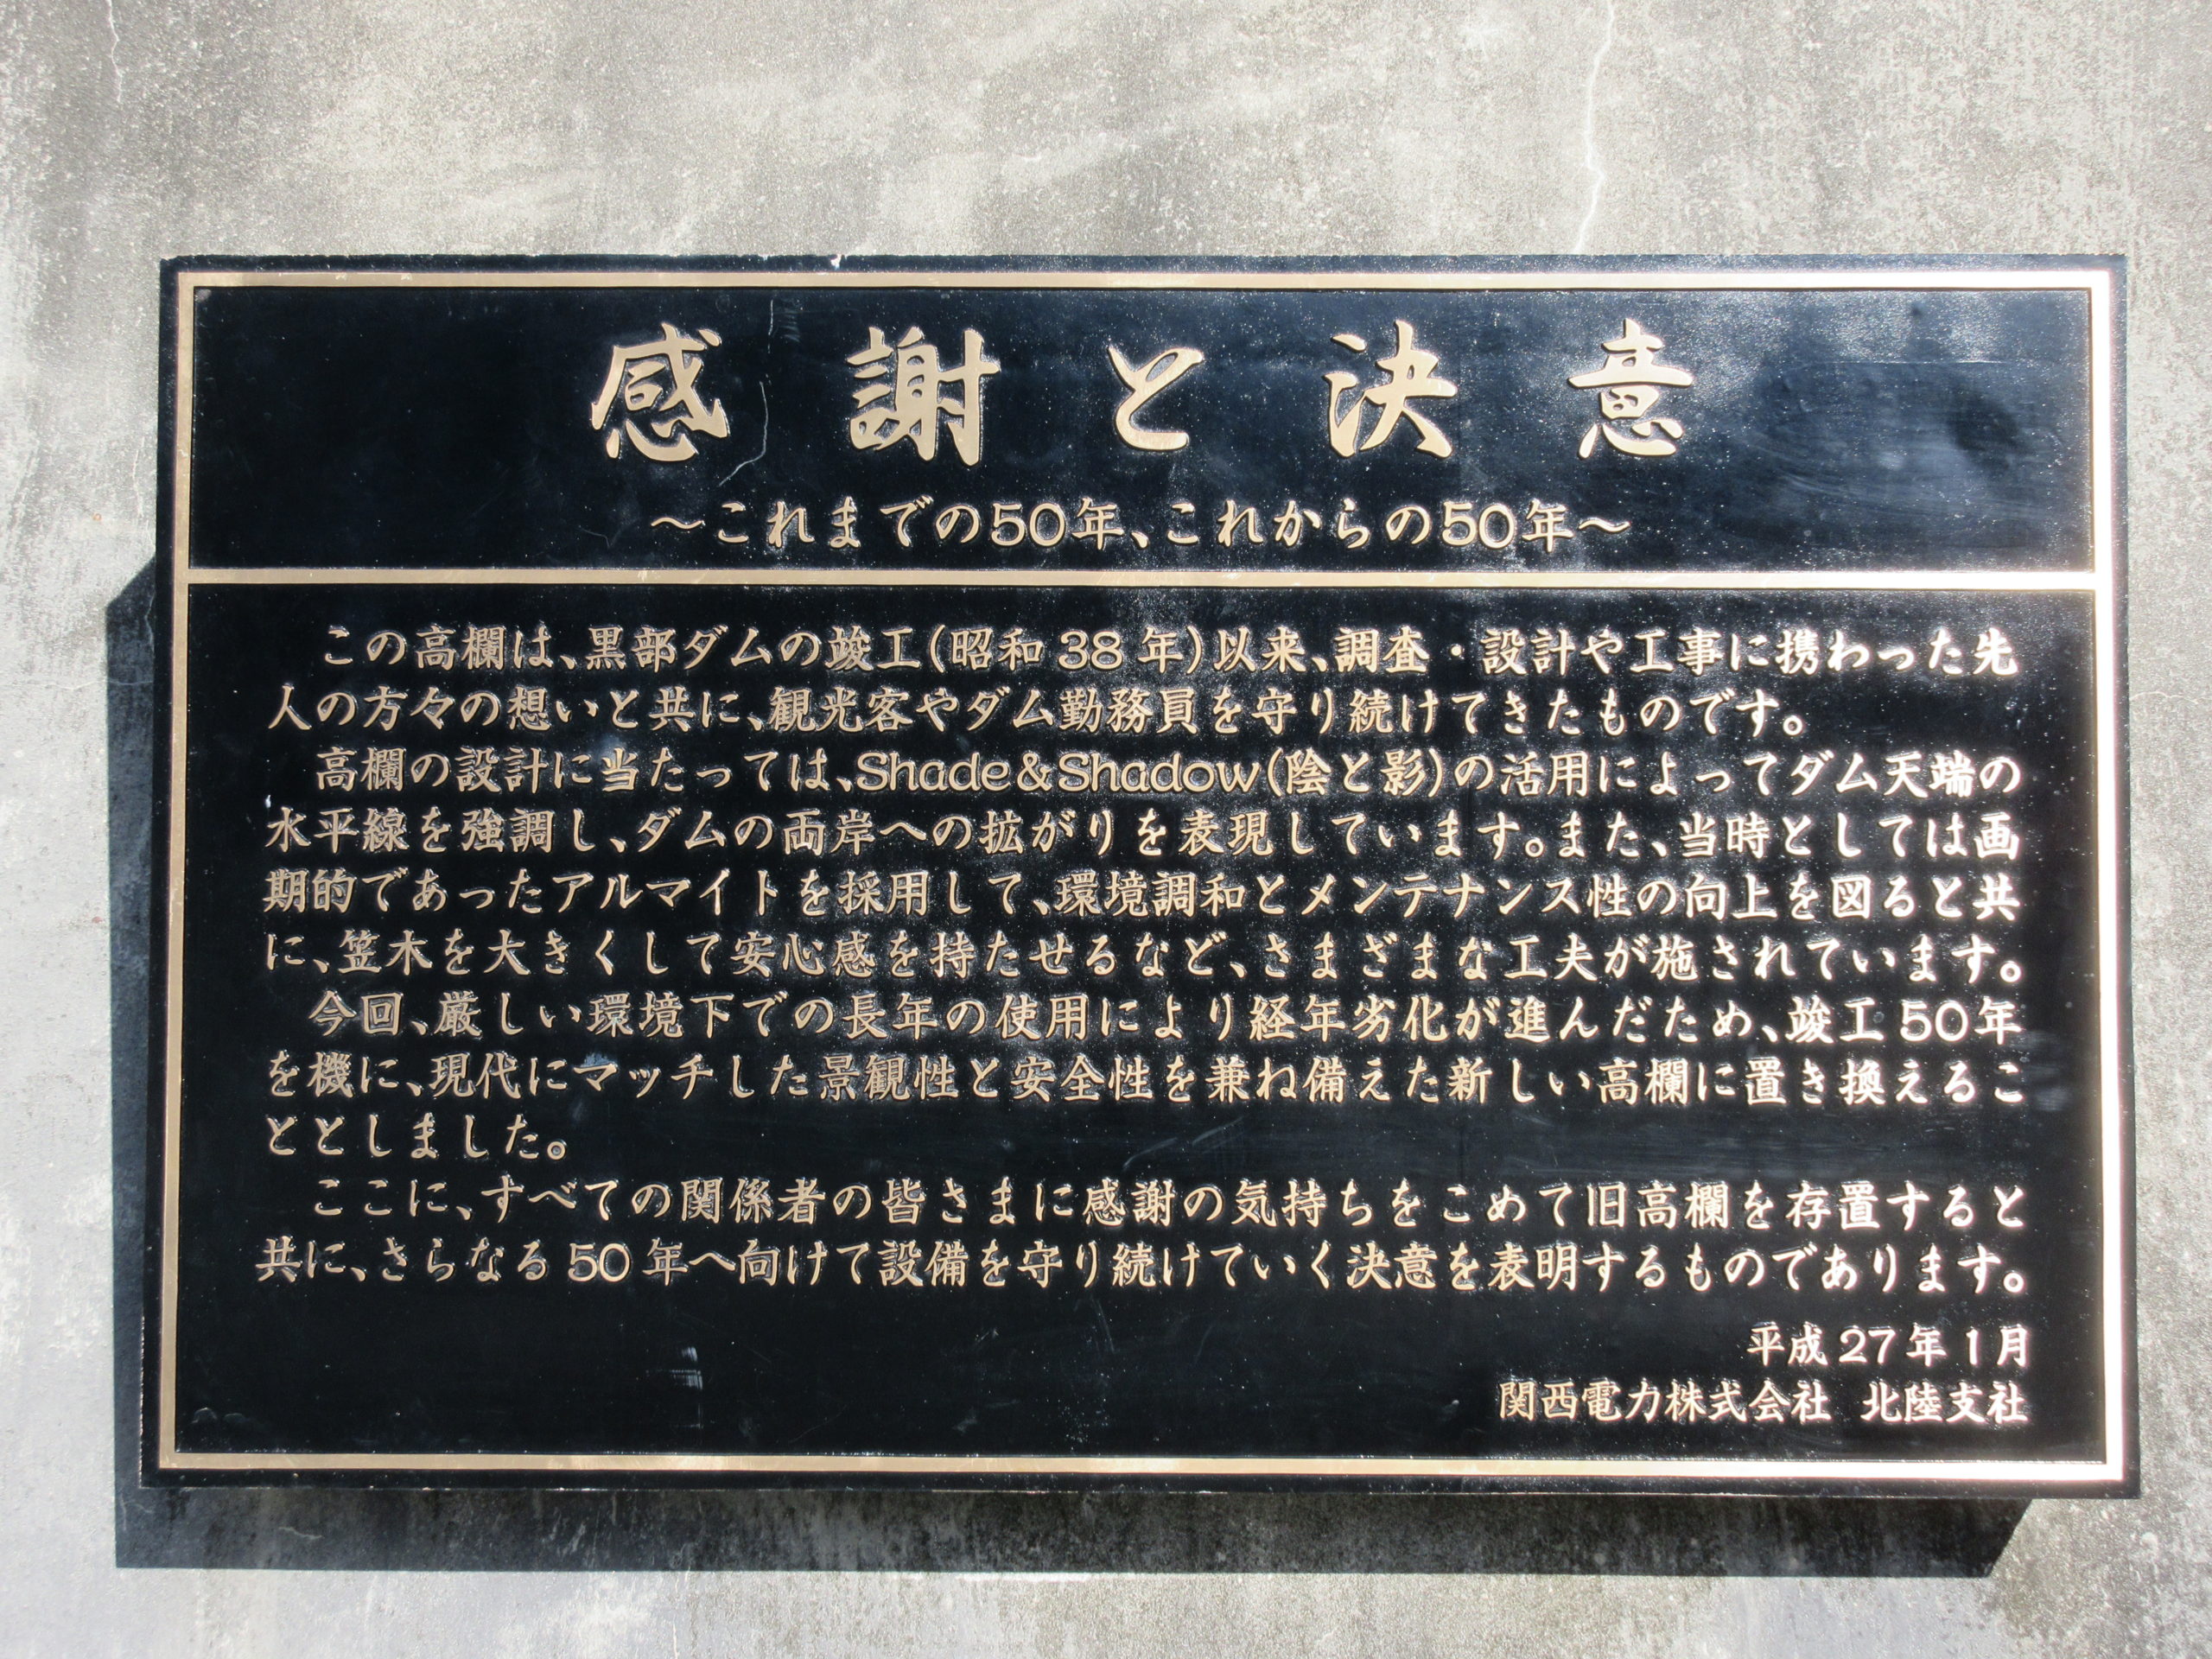 感謝と決意
～これまでの50年、これからの50年～
この高欄は、黒部ダムの竣工(昭和38年)以来、調査・設計や工事に携わった先
人の方々の想いと共に、観光客やダム勤務員を守り続けてきたものです。
高欄の設計に当たっては、Shade&Shadow(陰と影)の活用によってダム天端の
水平線を強調し、ダムの両岸への拡がりを表現しています。また、当時としては画
期的であったアルマイトを採用して、環境調和とメンテナンス性の向上を図ると共
に、笠木を大きくして安心感を持たせるなど、さまざまな工夫が施されています。
今回、厳しい環境下での長年の使用により経年劣化が進んだため、竣工50年
を機に、現代にマッチした景観性と安全性を兼ね備えた新しい高欄に置き換えるこ
ととしました。
ここに、すべての関係者の皆さまに感謝の気持ちをこめて旧高欄を存置すると
共に、さらなる50年へ向けて設備を守り続けていく決意を表明するものであります。
平成27年1月
関西電力株式会社 北陸支社